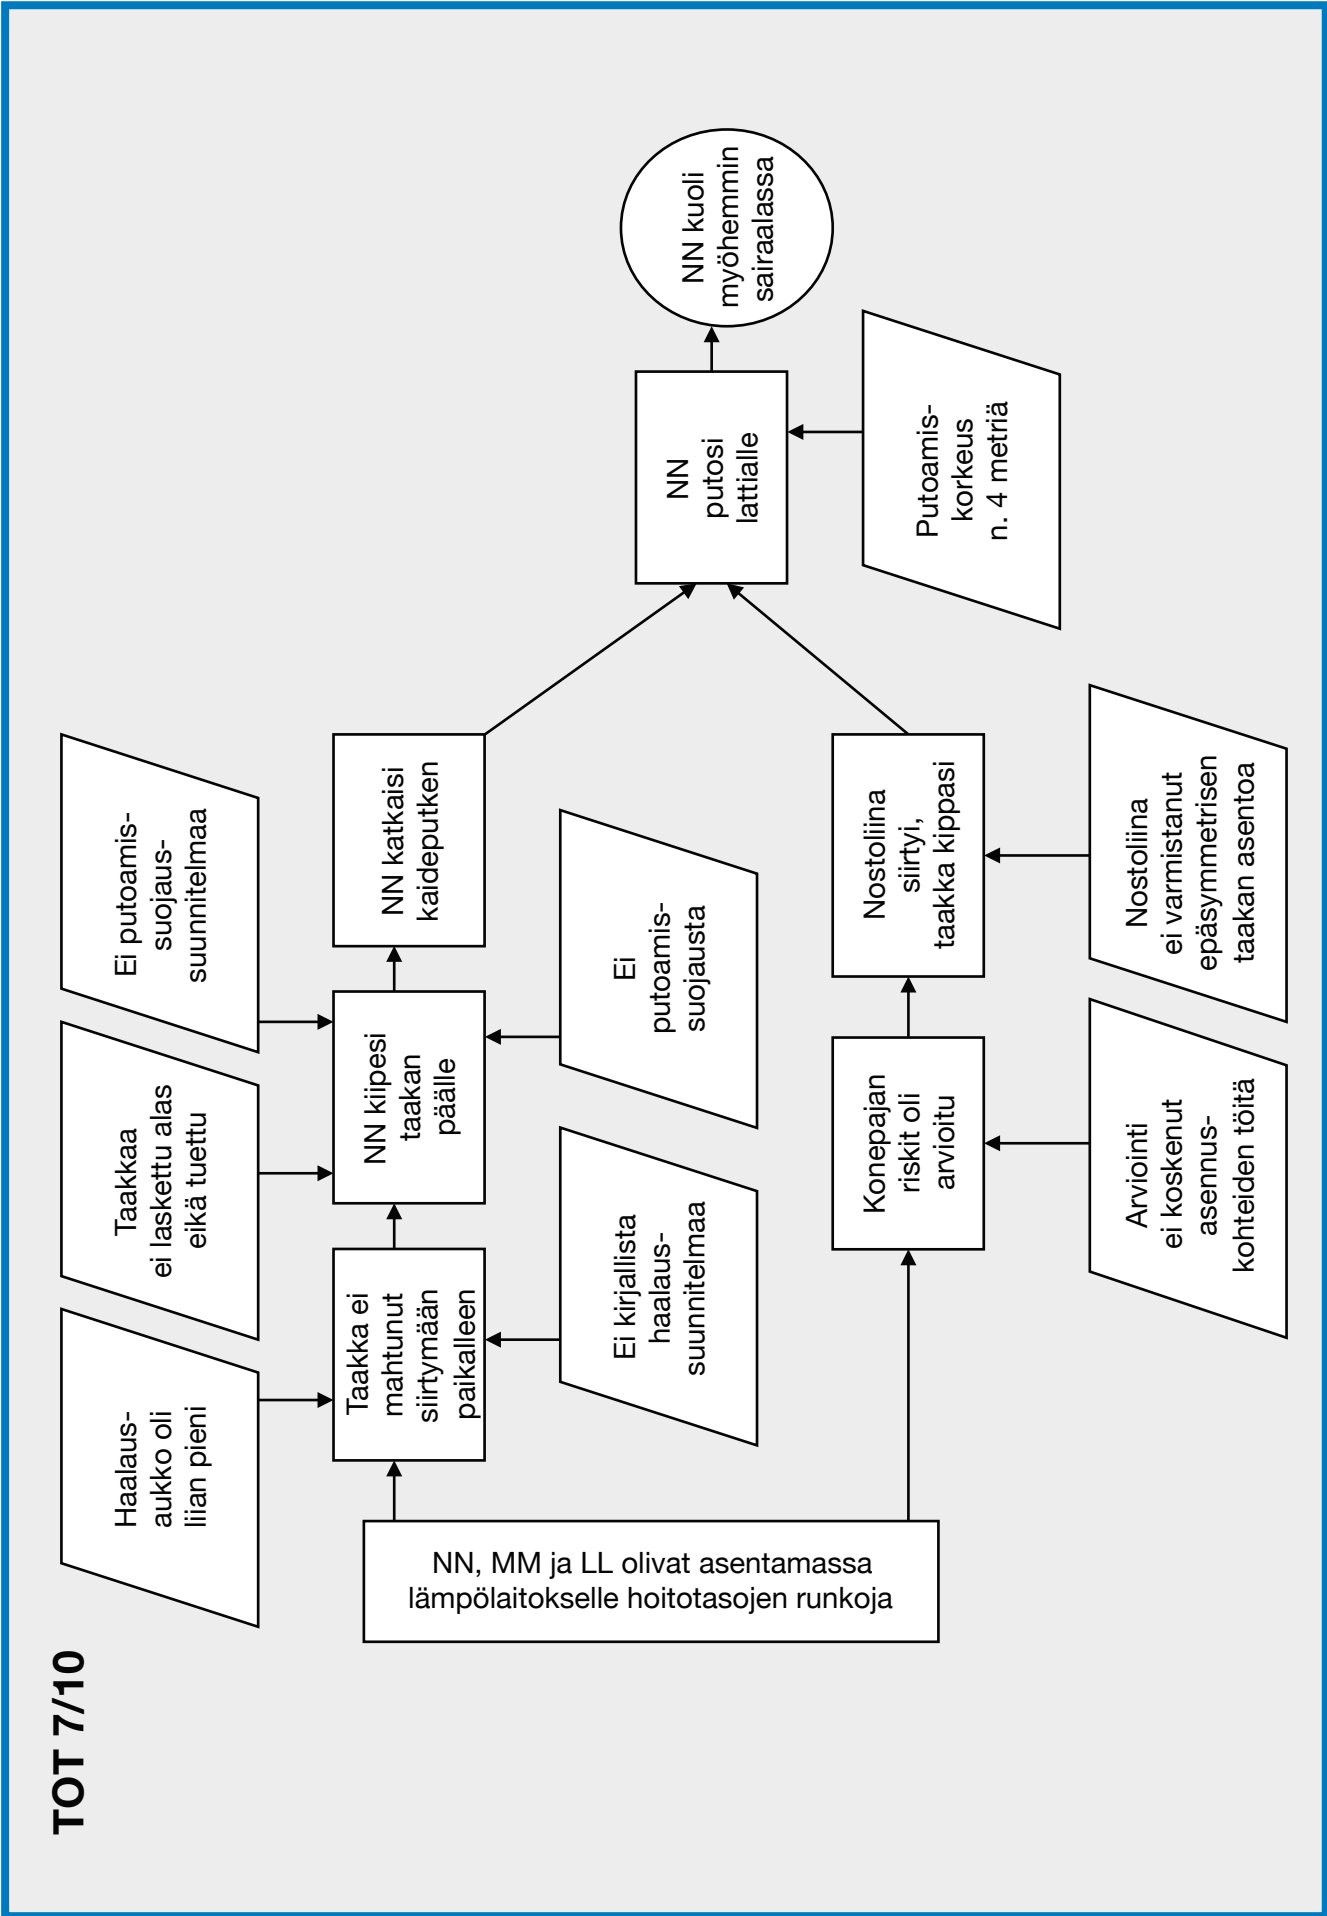 TOT 7/10
Haalaus-
aukko oli
liian pieni
Taakkaa
ei laskettu alas
eikä tuettu
Ei putoamis-
suojaus-
suunnitelmaa
NN, MM ja LL olivat asentamassa
lämpölaitokselle hoitotasojen runkoja
Taakka ei
mahtunut
siirtymään
paikalleen
NN kiipesi
taakan
päälle
NN katkaisi
kaideputken
Ei kirjallista
haalaus-
suunnitelmaa
Ei
putoamis-
suojausta
NN
putosi
lattialle
NN kuoli
myöhemmin
sairaalassa
Putoamis-
korkeus
n. 4 metriä
Konepajan
riskit oli
arvioitu
Nostoliina
siirtyi,
taakka kippasi
Arviointi
ei koskenut
asennus-
kohteiden töitä
Nostoliina
ei varmistanut
epäsymmetrisen
taakan asentoa